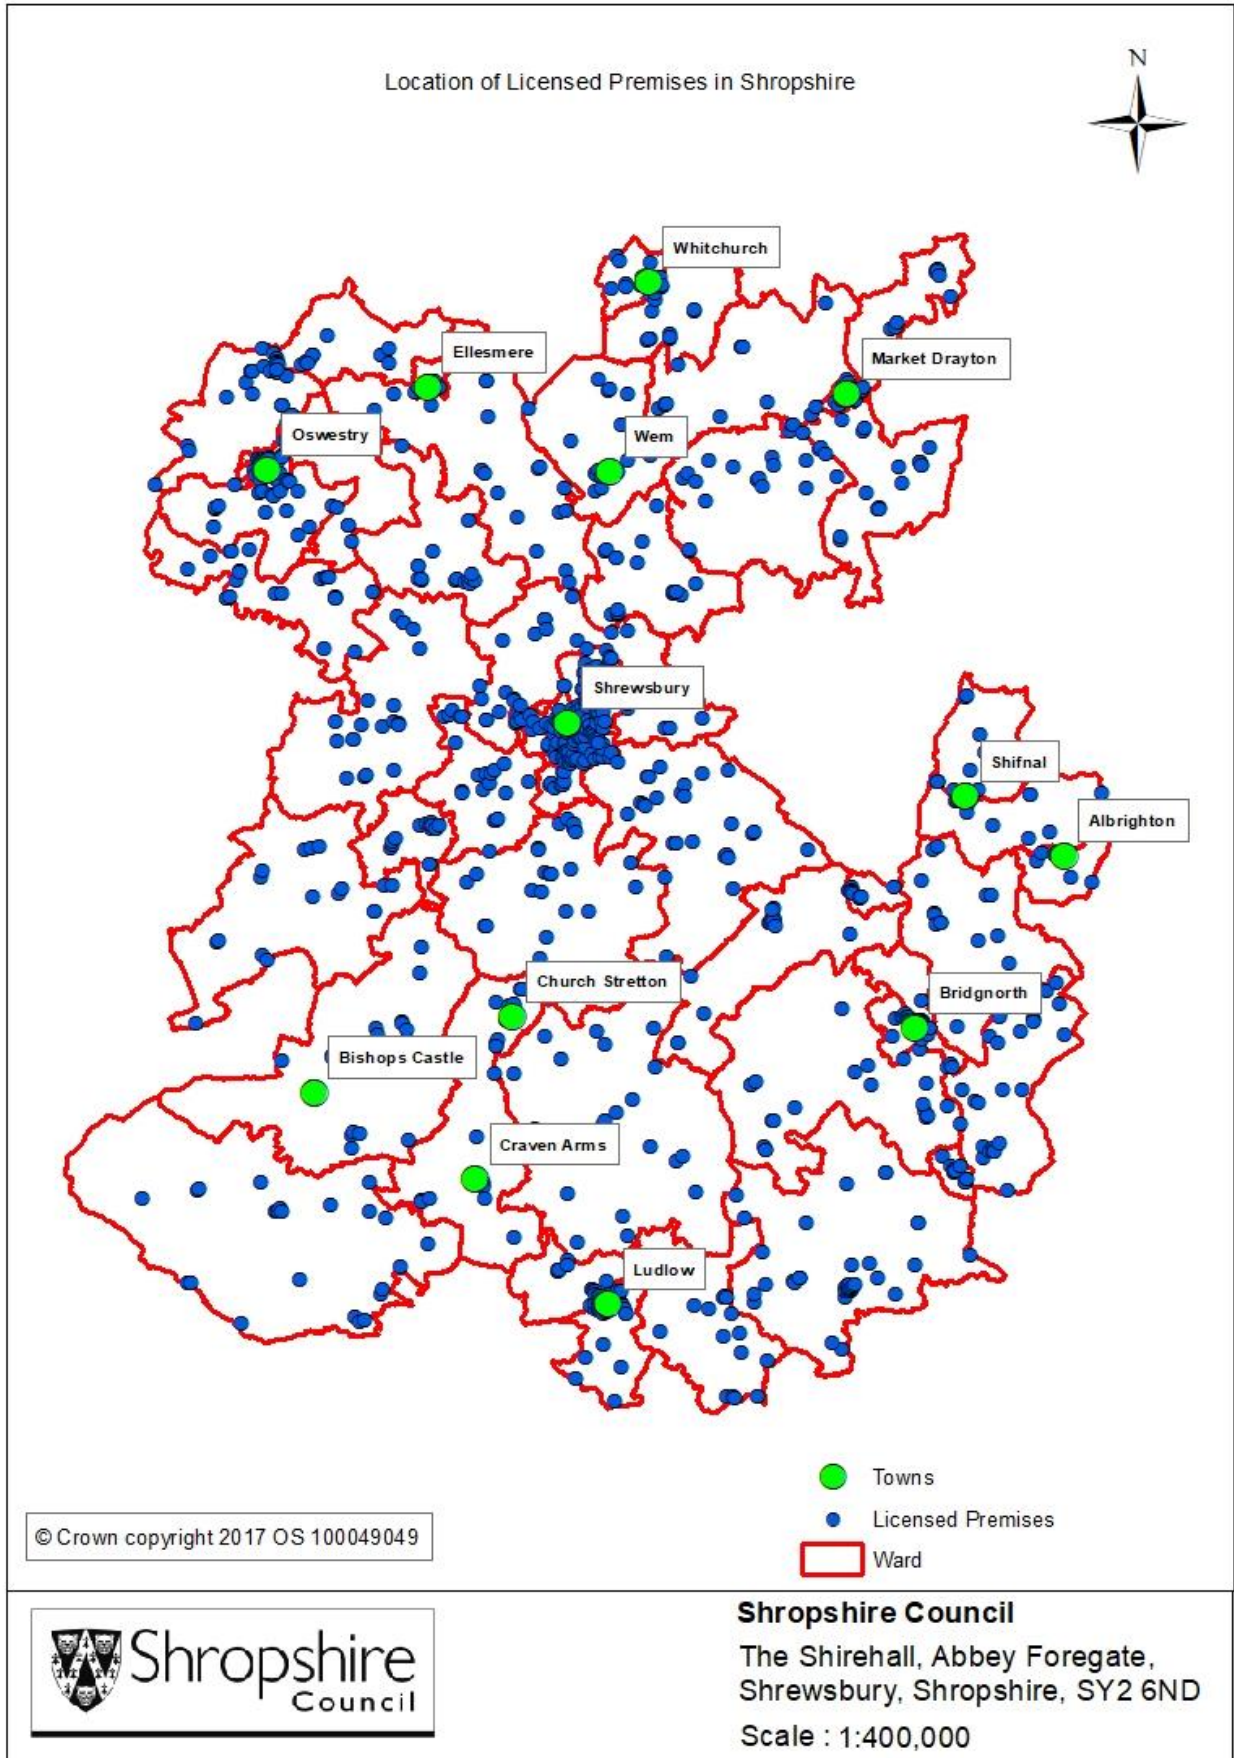 Location of Licensed Premises in Shropshire
N
Whitchurch
Ellesmere
Market Drayton
Oswestry
Wem
Shrewsbury
Shifnal
Albrighton
Church Stretton
Bridgnorth
Bishops Castle
Craven Arms
Ludlow
Towns
Licensed Premises
Ward
© Crown copyright 2017 OS 100049049
Shropshire
Council
Shropshire Council
The Shirehall, Abbey Foregate,
Shrewsbury, Shropshire, SY2 6ND
Scale : 1:400,000